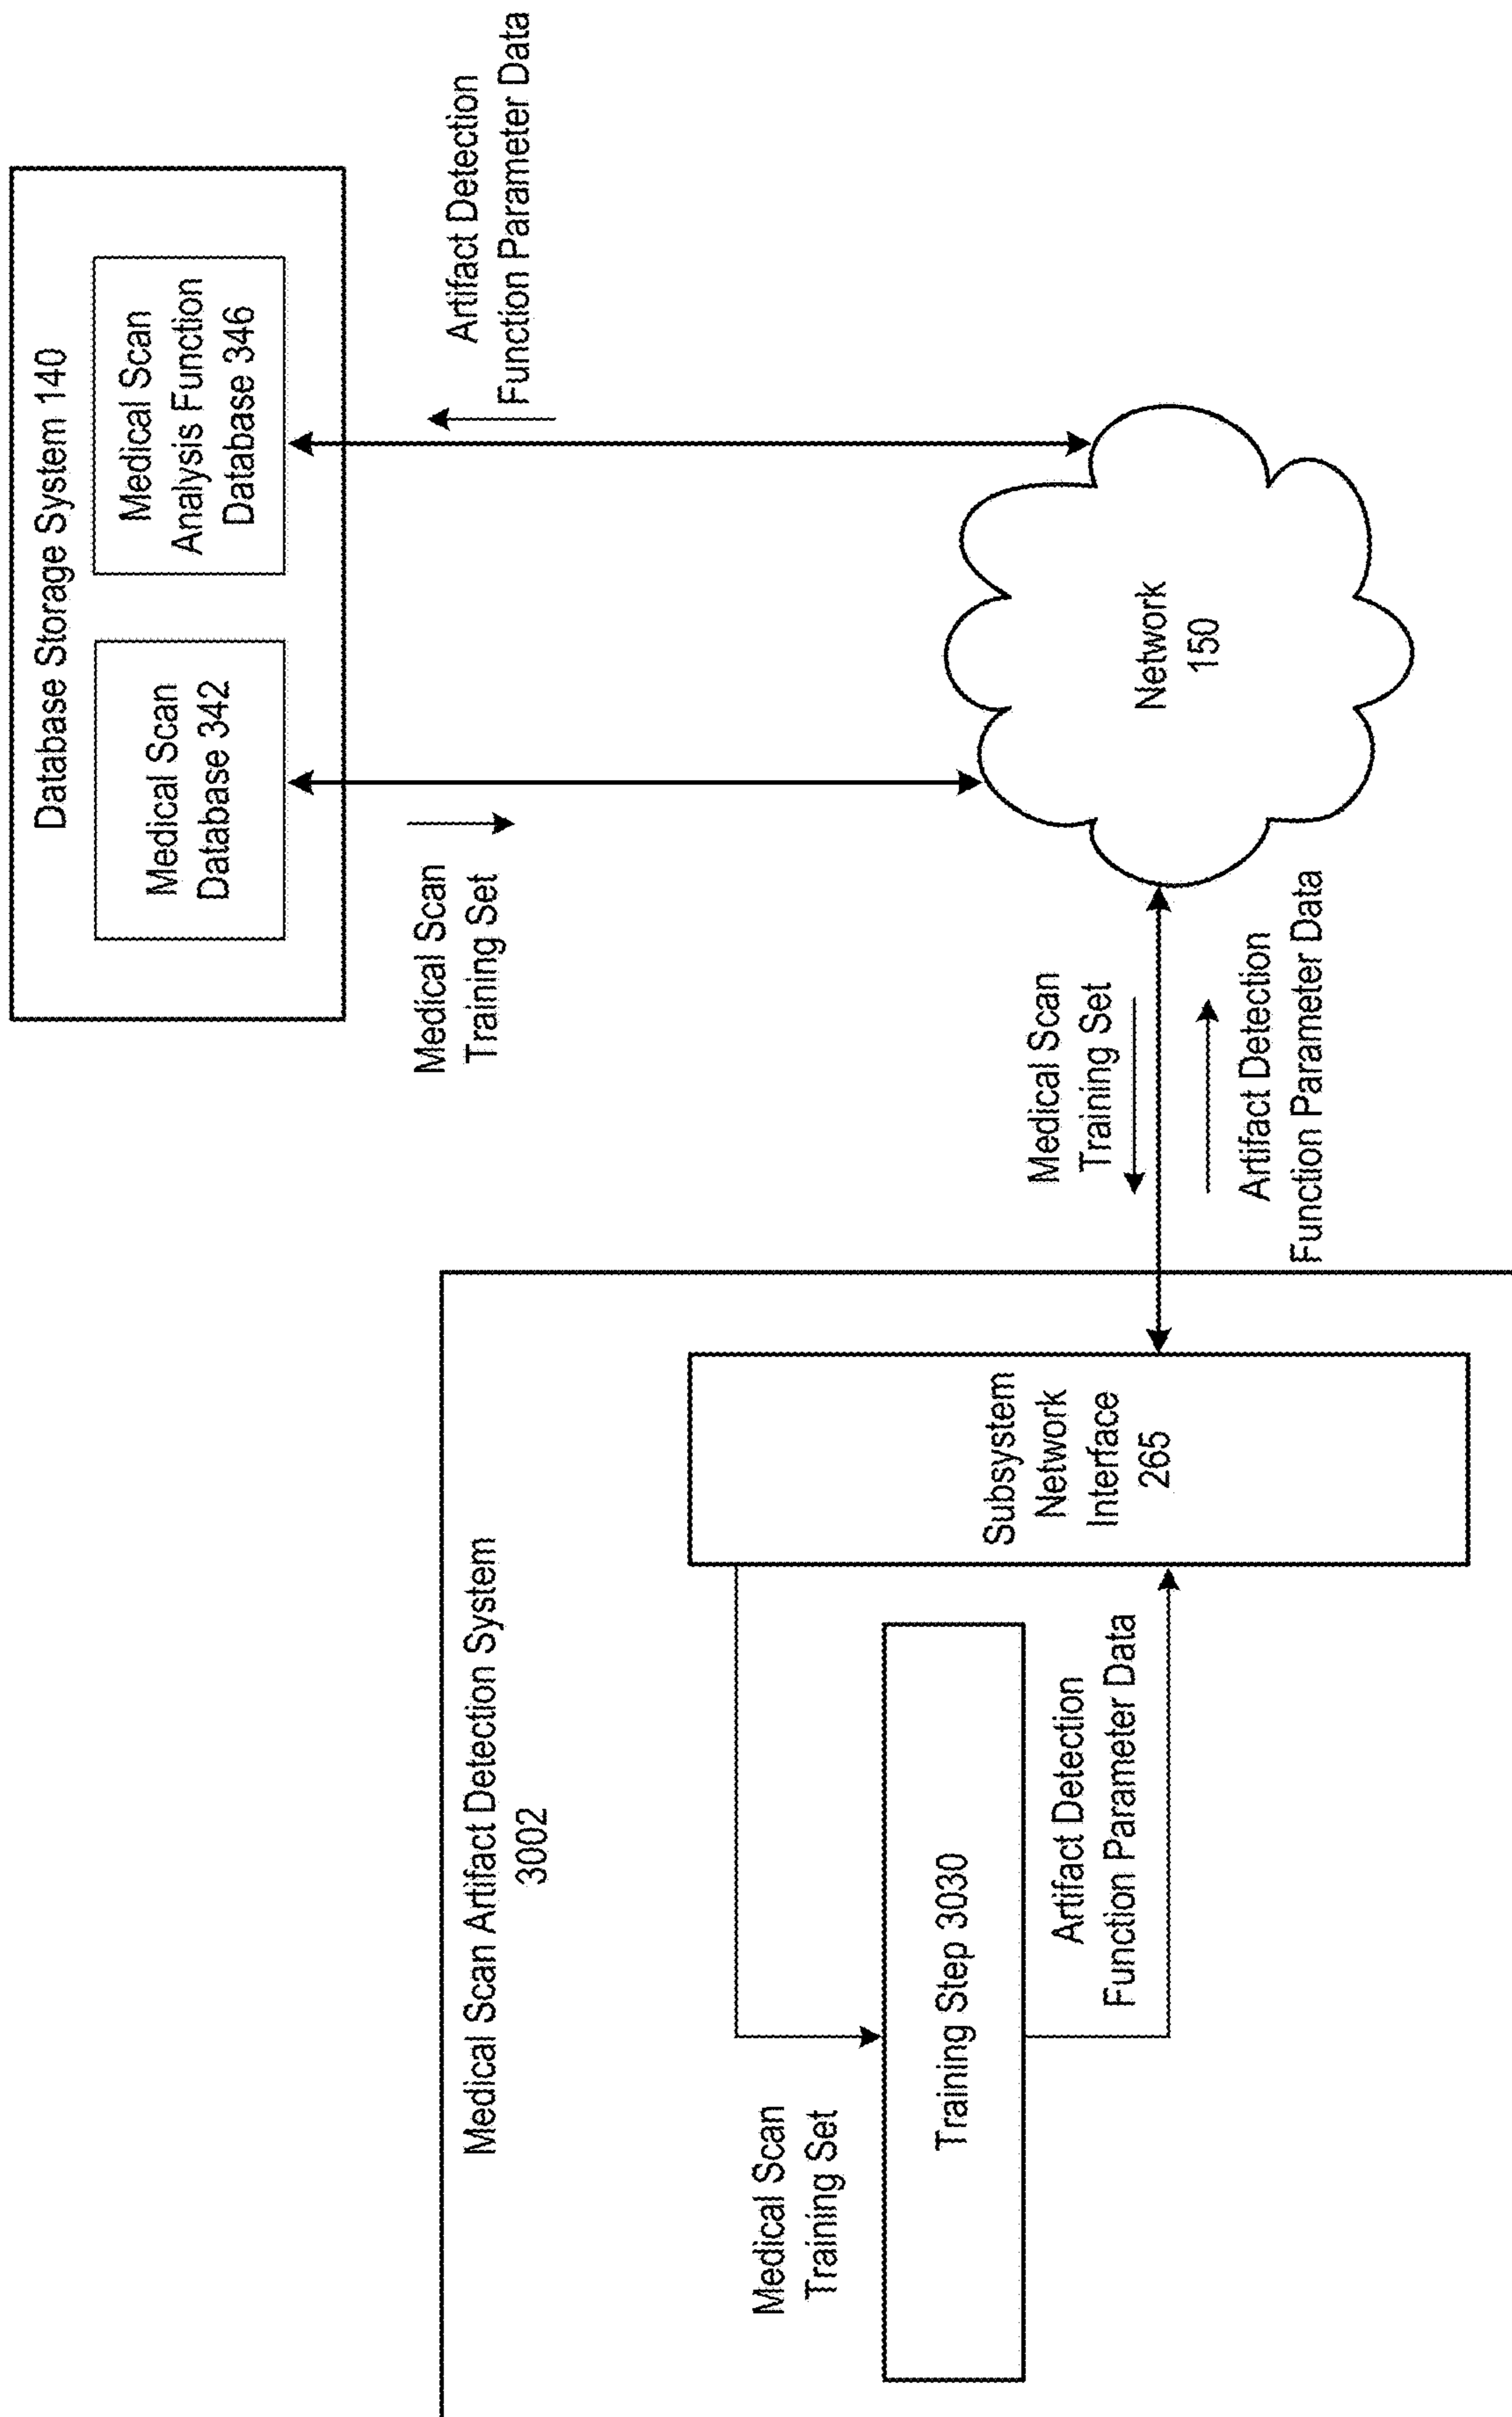 Medical Scan Artifact Detection System
3002
Medical Scan
Training Set
Training Step 3030
Artifact Detection
Function Parameter Data
Subsystem
Network
Interface
265
Medical Scan
Training Set
Artifact Detection
Function Parameter Data
Database Storage System 140
Medical Scan
Database 342
Medical Scan
Analysis Function
Database 346
Medical Scan
Training Set
Artifact Detection
Function Parameter Data
Network
150